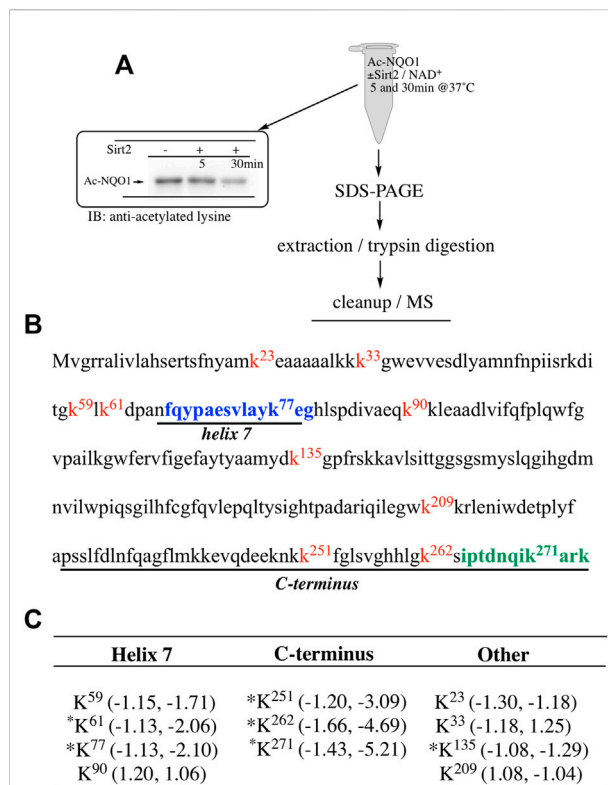 A
Ac-NQO1
±Sirt2 / NAD⁺
5 and 30min @37˚C
Sirt2 - + +
5 30min
Ac-NQO1
IB: anti-acetylated lysine
SDS-PAGE
extraction / trypsin digestion
cleanup / MS
B
Mvgrralivlahsertsfnyamk²³eaaaaalkkk³³gwevvesdlyamnfnpiisrkdi
tgk⁵⁹lk⁶¹dpanfqypaesvlayk⁷⁷eghlspdivaeqk⁹⁰kleaadlvifqfplqwfg
helix 7
vpailkgwfervfigefaytyaamydk¹³⁵gpfrskkavlsittggsgsmyslqgihgdm
nvilwpiqsgilhfcgfqvlepqltysightpadariqilegwk²⁰⁹krleniwdetplyf
apsslfdlnfqagflmkkevqdeeknkk²⁵¹fglsvghhlgk²⁶²siptdnqik²⁷¹ark
C-terminus
C
Helix 7 C-terminus Other
K⁵⁹ (-1.15, -1.71) *K²⁵¹ (-1.20, -3.09) K²³ (-1.30, -1.18)
*K⁶¹ (-1.13, -2.06) *K²⁶² (-1.66, -4.69) K³³ (-1.18, 1.25)
*K⁷⁷ (-1.13, -2.10) *K²⁷¹ (-1.43, -5.21) *K¹³⁵ (-1.08, -1.29)
K⁹⁰ (1.20, 1.06) K²⁰⁹ (1.08, -1.04)